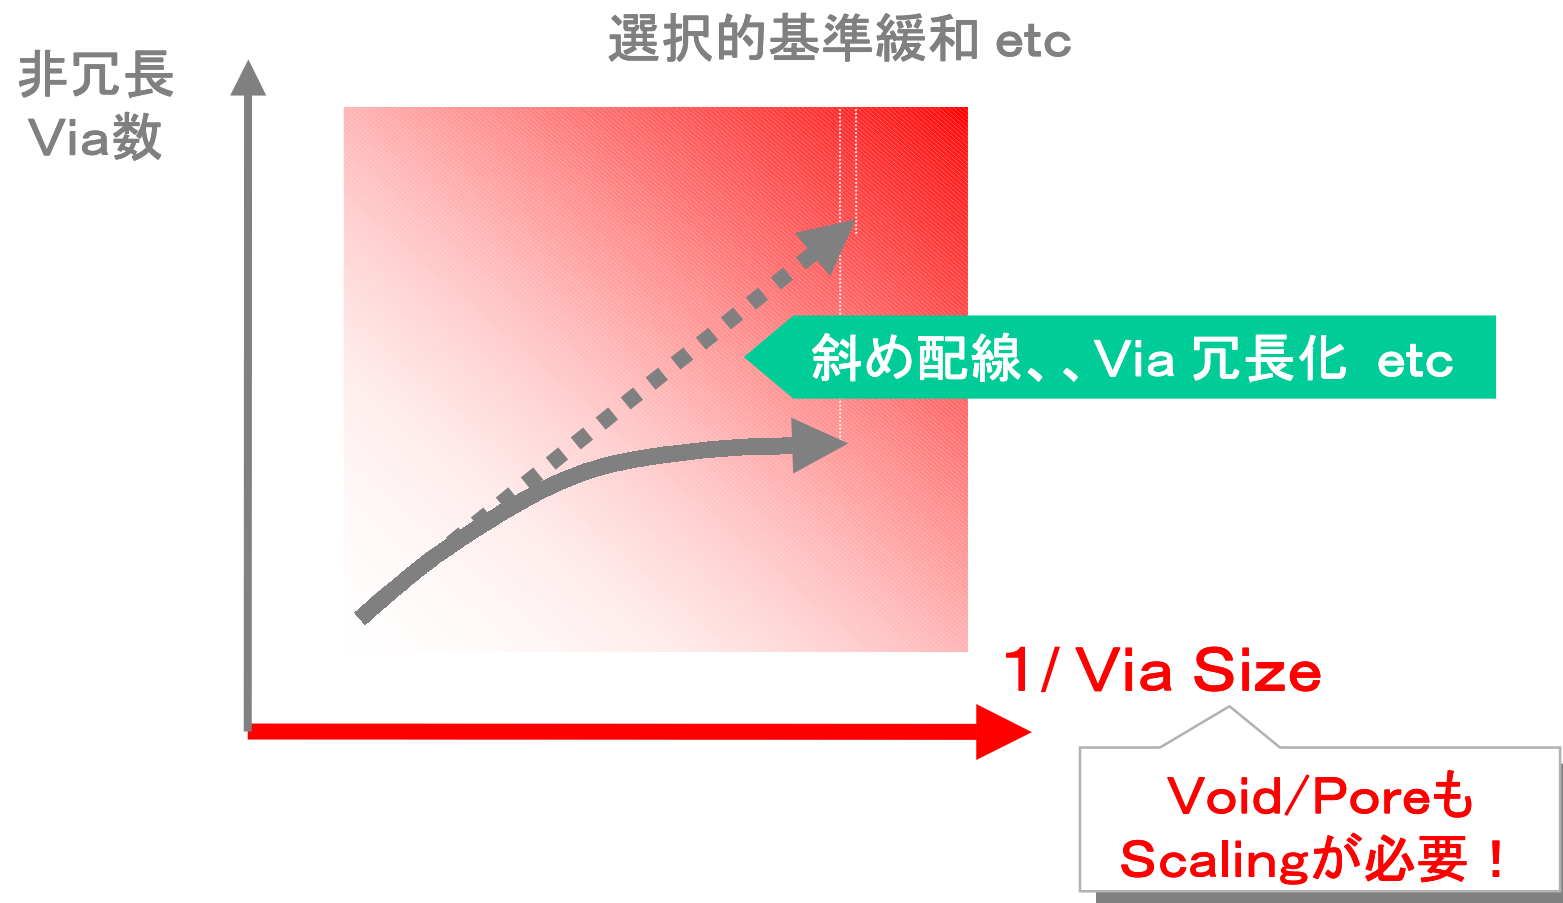 選択的基準緩和 etc
非冗長
Via数
斜め配線、、Via 冗長化 etc
1/ Via Size
Void/Poreも
Scalingが必要！